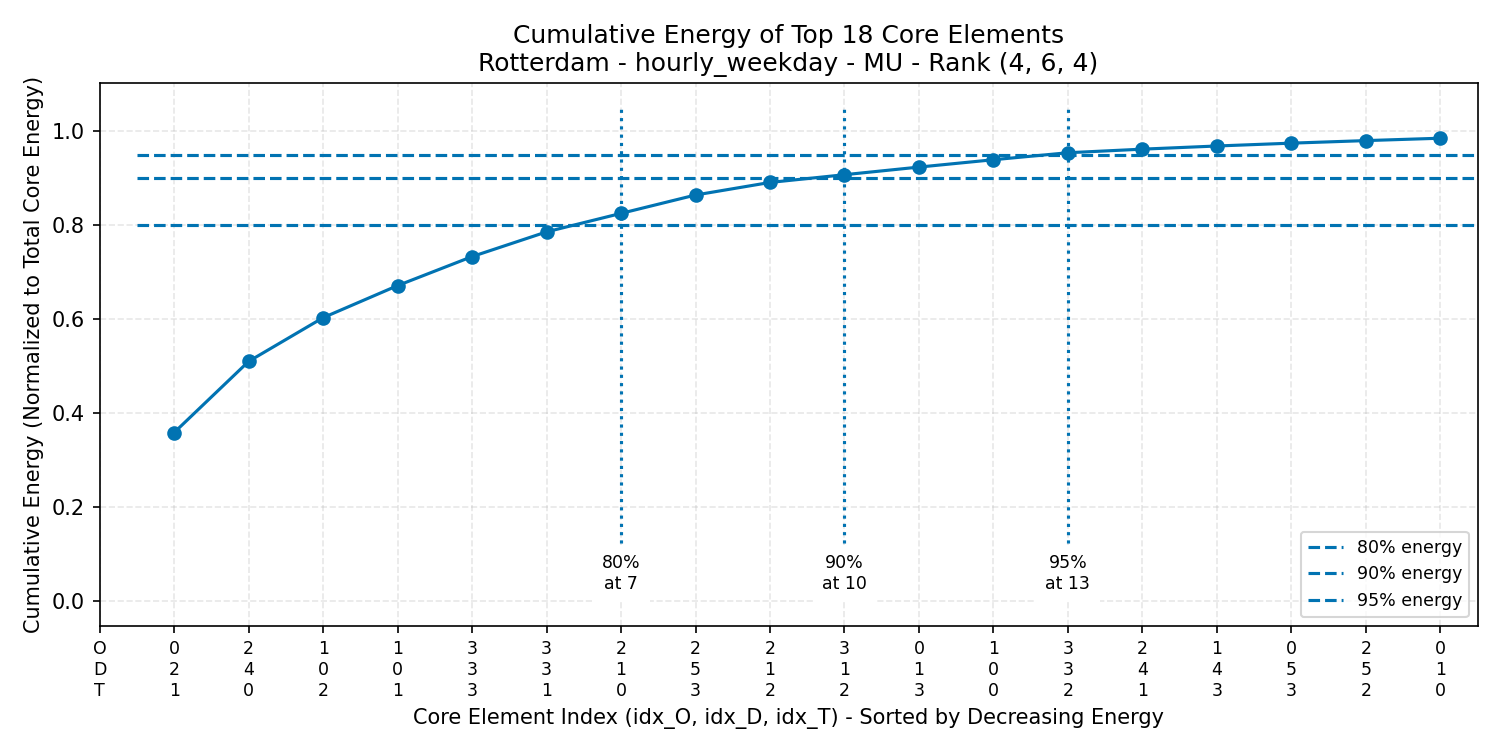 Cumulative Energy of Top 18 Core Elements
Rotterdam - hourly_weekday - MU - Rank (4, 6, 4)
Cumulative Energy (Normalized to Total Core Energy)
1.0
0.8
0.6
0.4
0.2
0.0
80%
at 7
90%
at 10
95%
at 13
80% energy
90% energy
95% energy
O 0 2 1 1 3 3 2 2 2 3 0 1 3 2 1 0 2 0
D 2 4 0 0 3 3 1 5 1 1 1 0 3 4 4 5 5 1
T 1 0 2 1 3 1 0 3 2 2 3 0 2 1 3 3 2 0
Core Element Index (idx_O, idx_D, idx_T) - Sorted by Decreasing Energy